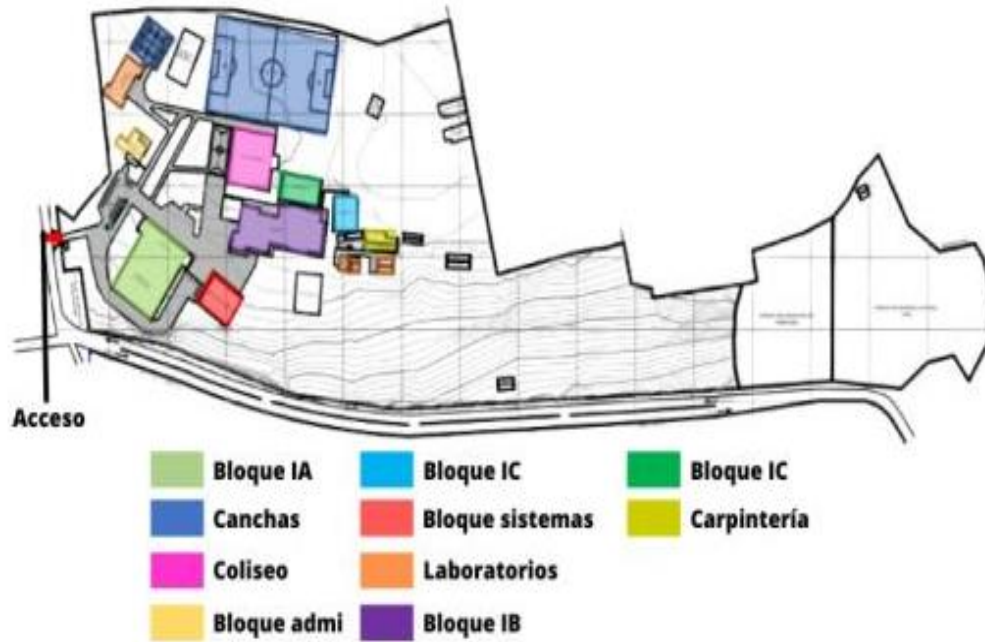 Acceso
Bloque IA
Bloque IC
Bloque IC
Canchas
Bloque sistemas
Carpintería
Coliseo
Laboratorios
Bloque admi
Bloque IB